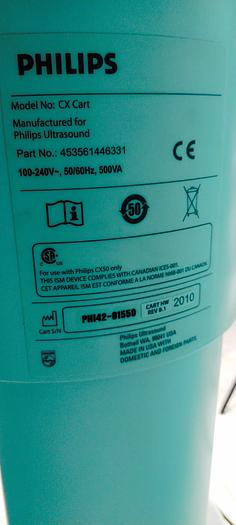 PHILIPS
Model No: CX Cart
Manufactured for
Philips Ultrasound
Part No.: 453561446331
CE
100-240V~, 50/60Hz, 500VA
50
For use with Philips CX50 only
THIS ISM DEVICE COMPLIES WITH CANADIAN ICES-001.
CET APPAREIL ISM EST CONFORME A LA NORME NMB-001 DU CANADA.
PHI42-01550
CART HW
REV B.1
2010
Cart S/N
Philips Ultrasound
Bothell WA, 98041 USA
MADE IN USA WITH
DOMESTIC AND FOREIGN PARTS.